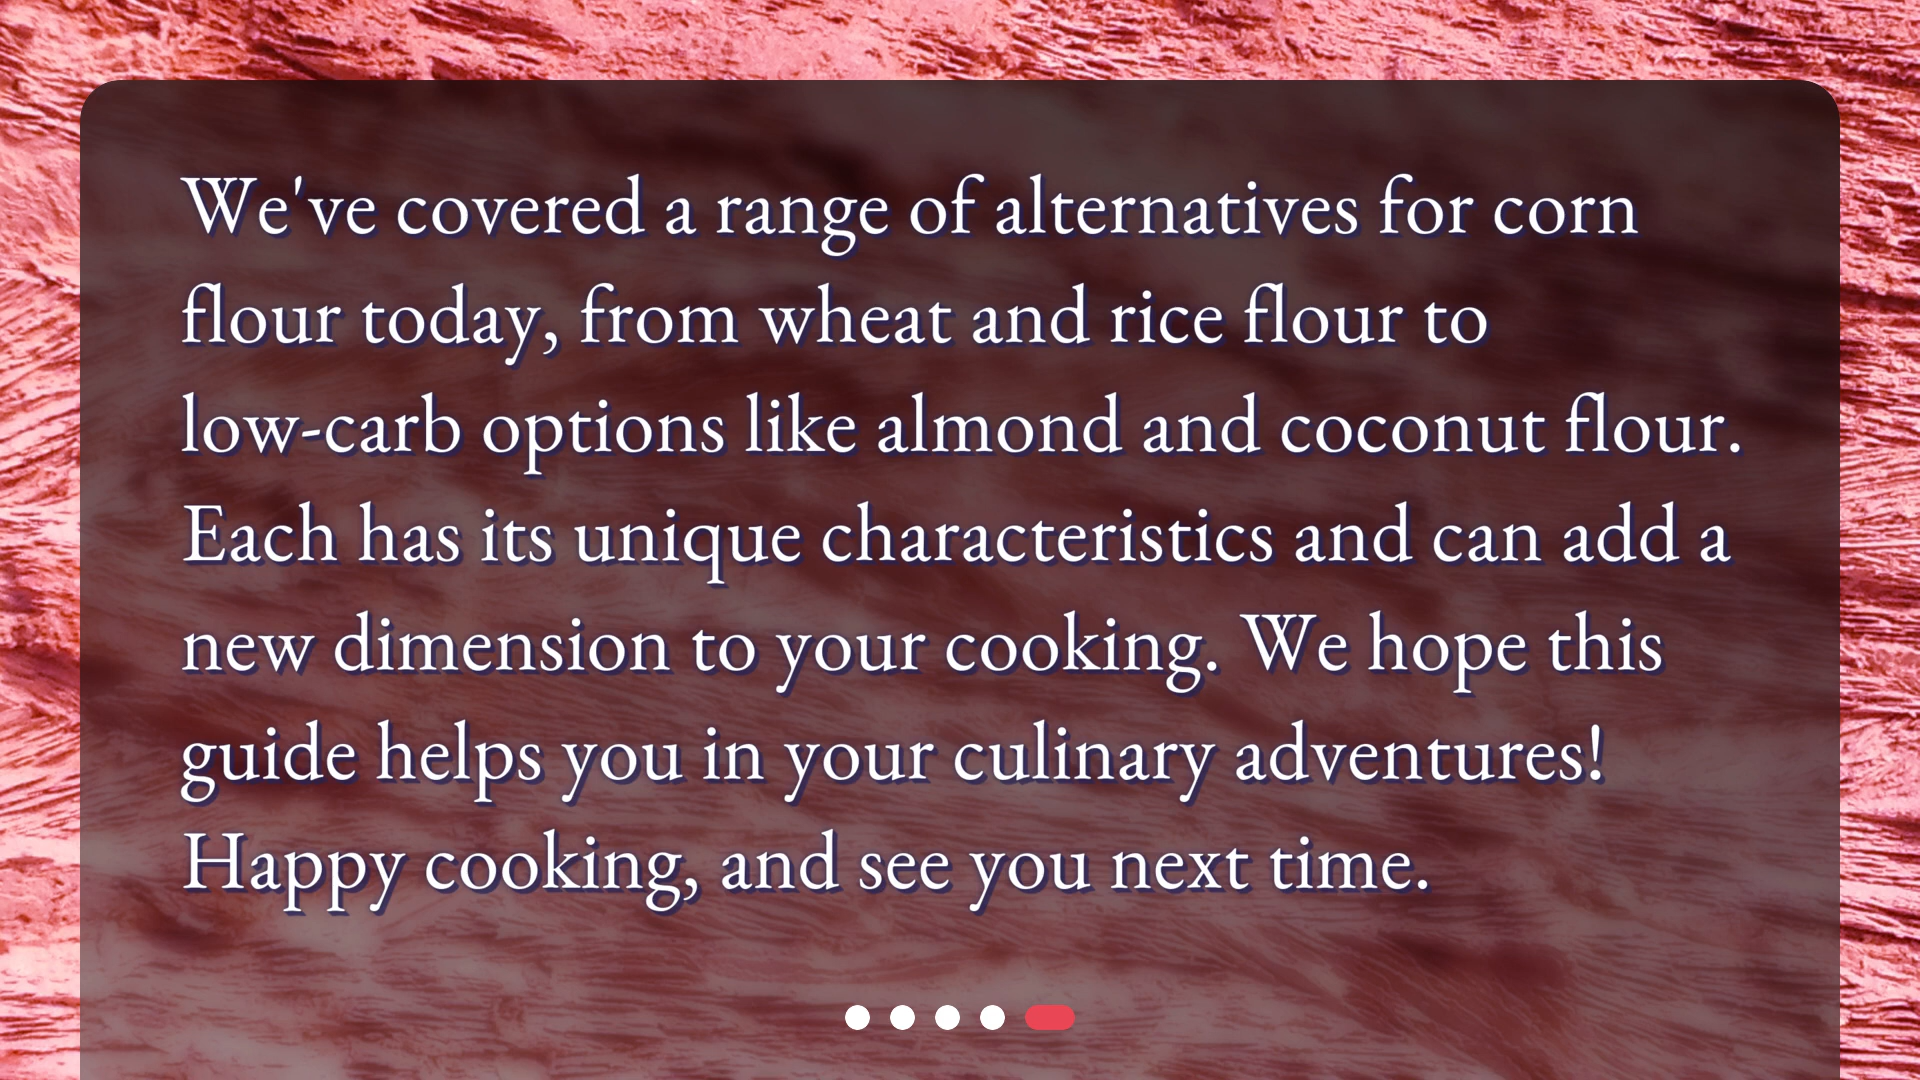 We've covered a range of alternatives for corn
flour today, from wheat and rice flour to
low-carb options like almond and coconut flour.
Each has its unique characteristics and can add a
new dimension to your cooking. We hope this
guide helps you in your culinary adventures!
Happy cooking, and see you next time.